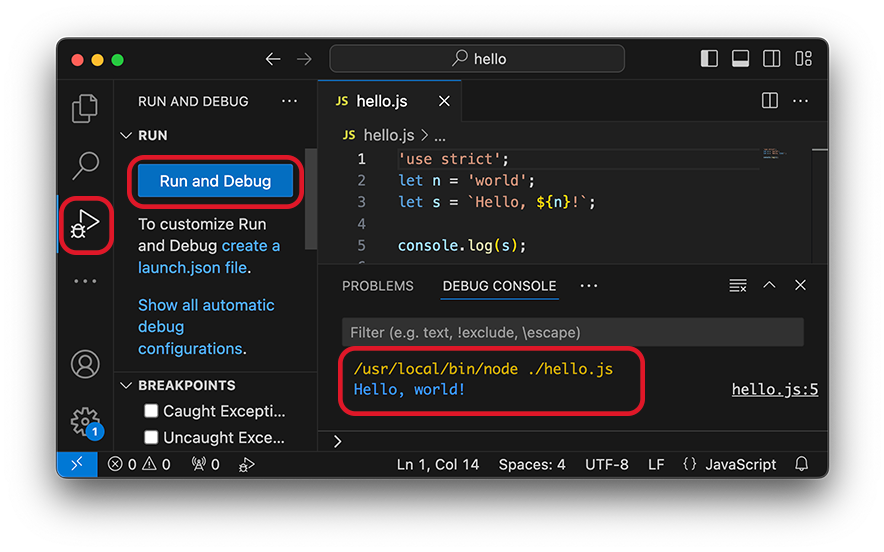 hello
RUN AND DEBUG ...
RUN
Run and Debug
To customize Run
and Debug create a
launch.json file.
Show all automatic
debug
configurations.
BREAKPOINTS
Caught Excepti...
Uncaught Exce...
1
JS hello.js
JS hello.js > ...
1 'use strict';
2 let n = 'world';
3 let s = `Hello, ${n}!`;
4
5 console.log(s);
PROBLEMS DEBUG CONSOLE ...
Filter (e.g. text, !exclude, \escape)
/usr/local/bin/node ./hello.js
Hello, world! hello.js:5
>
0 0 0 Ln 1, Col 14 Spaces: 4 UTF-8 LF {} JavaScript